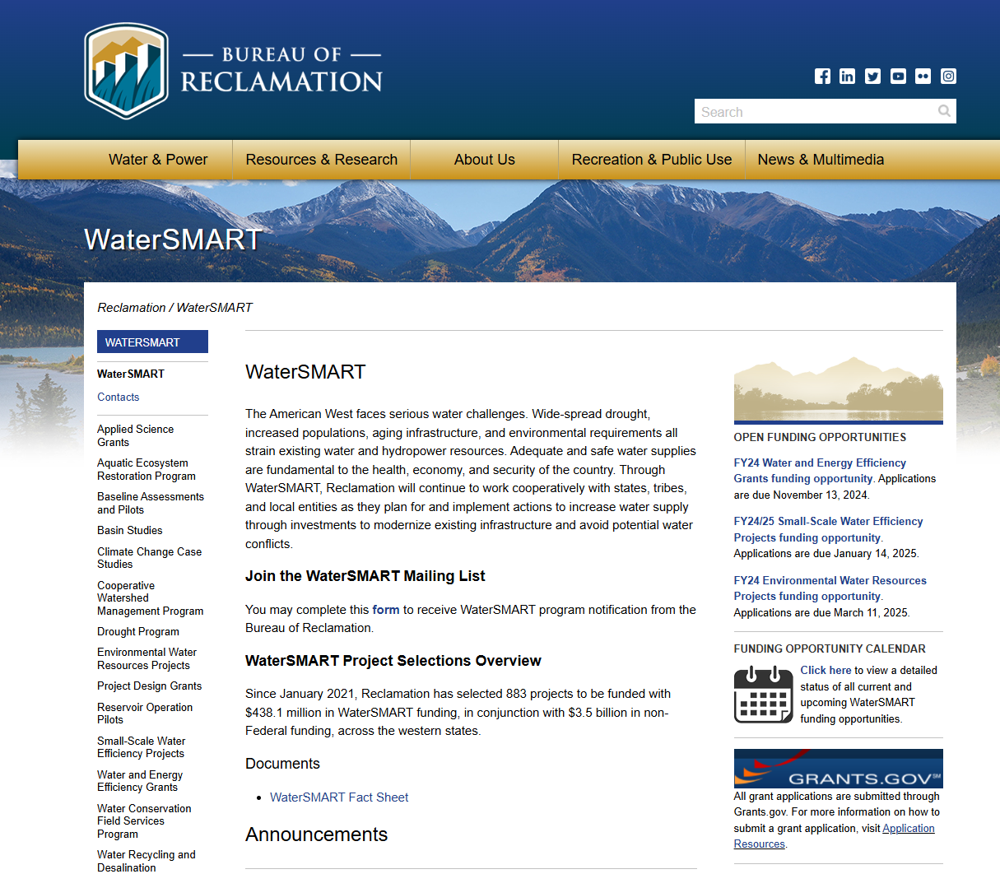 BUREAU OF
RECLAMATION
Search
Water & Power
Resources & Research
About Us
Recreation & Public Use
News & Multimedia
WaterSMART
Reclamation / WaterSMART
WATERSMART
WaterSMART
Contacts
Applied Science
Grants
Aquatic Ecosystem
Restoration Program
Baseline Assessments
and Pilots
Basin Studies
Climate Change Case
Studies
Cooperative
Watershed
Management Program
Drought Program
Environmental Water
Resources Projects
Project Design Grants
Reservoir Operation
Pilots
Small-Scale Water
Efficiency Projects
Water and Energy
Efficiency Grants
Water Conservation
Field Services
Program
Water Recycling and
Desalination
WaterSMART
The American West faces serious water challenges. Wide-spread drought,
increased populations, aging infrastructure, and environmental requirements all
strain existing water and hydropower resources. Adequate and safe water supplies
are fundamental to the health, economy, and security of the country. Through
WaterSMART, Reclamation will continue to work cooperatively with states, tribes,
and local entities as they plan for and implement actions to increase water supply
through investments to modernize existing infrastructure and avoid potential water
conflicts.
Join the WaterSMART Mailing List
You may complete this form to receive WaterSMART program notification from the
Bureau of Reclamation.
WaterSMART Project Selections Overview
Since January 2021, Reclamation has selected 883 projects to be funded with
$438.1 million in WaterSMART funding, in conjunction with $3.5 billion in non-
Federal funding, across the western states.
Documents
• WaterSMART Fact Sheet
Announcements
OPEN FUNDING OPPORTUNITIES
FY24 Water and Energy Efficiency
Grants funding opportunity. Applications
are due November 13, 2024.
FY24/25 Small-Scale Water Efficiency
Projects funding opportunity.
Applications are due January 14, 2025.
FY24 Environmental Water Resources
Projects funding opportunity.
Applications are due March 11, 2025.
FUNDING OPPORTUNITY CALENDAR
Click here to view a detailed
status of all current and
upcoming WaterSMART
funding opportunities.
GRANTS.GOV℠
All grant applications are submitted through
Grants.gov. For more information on how to
submit a grant application, visit Application
Resources.